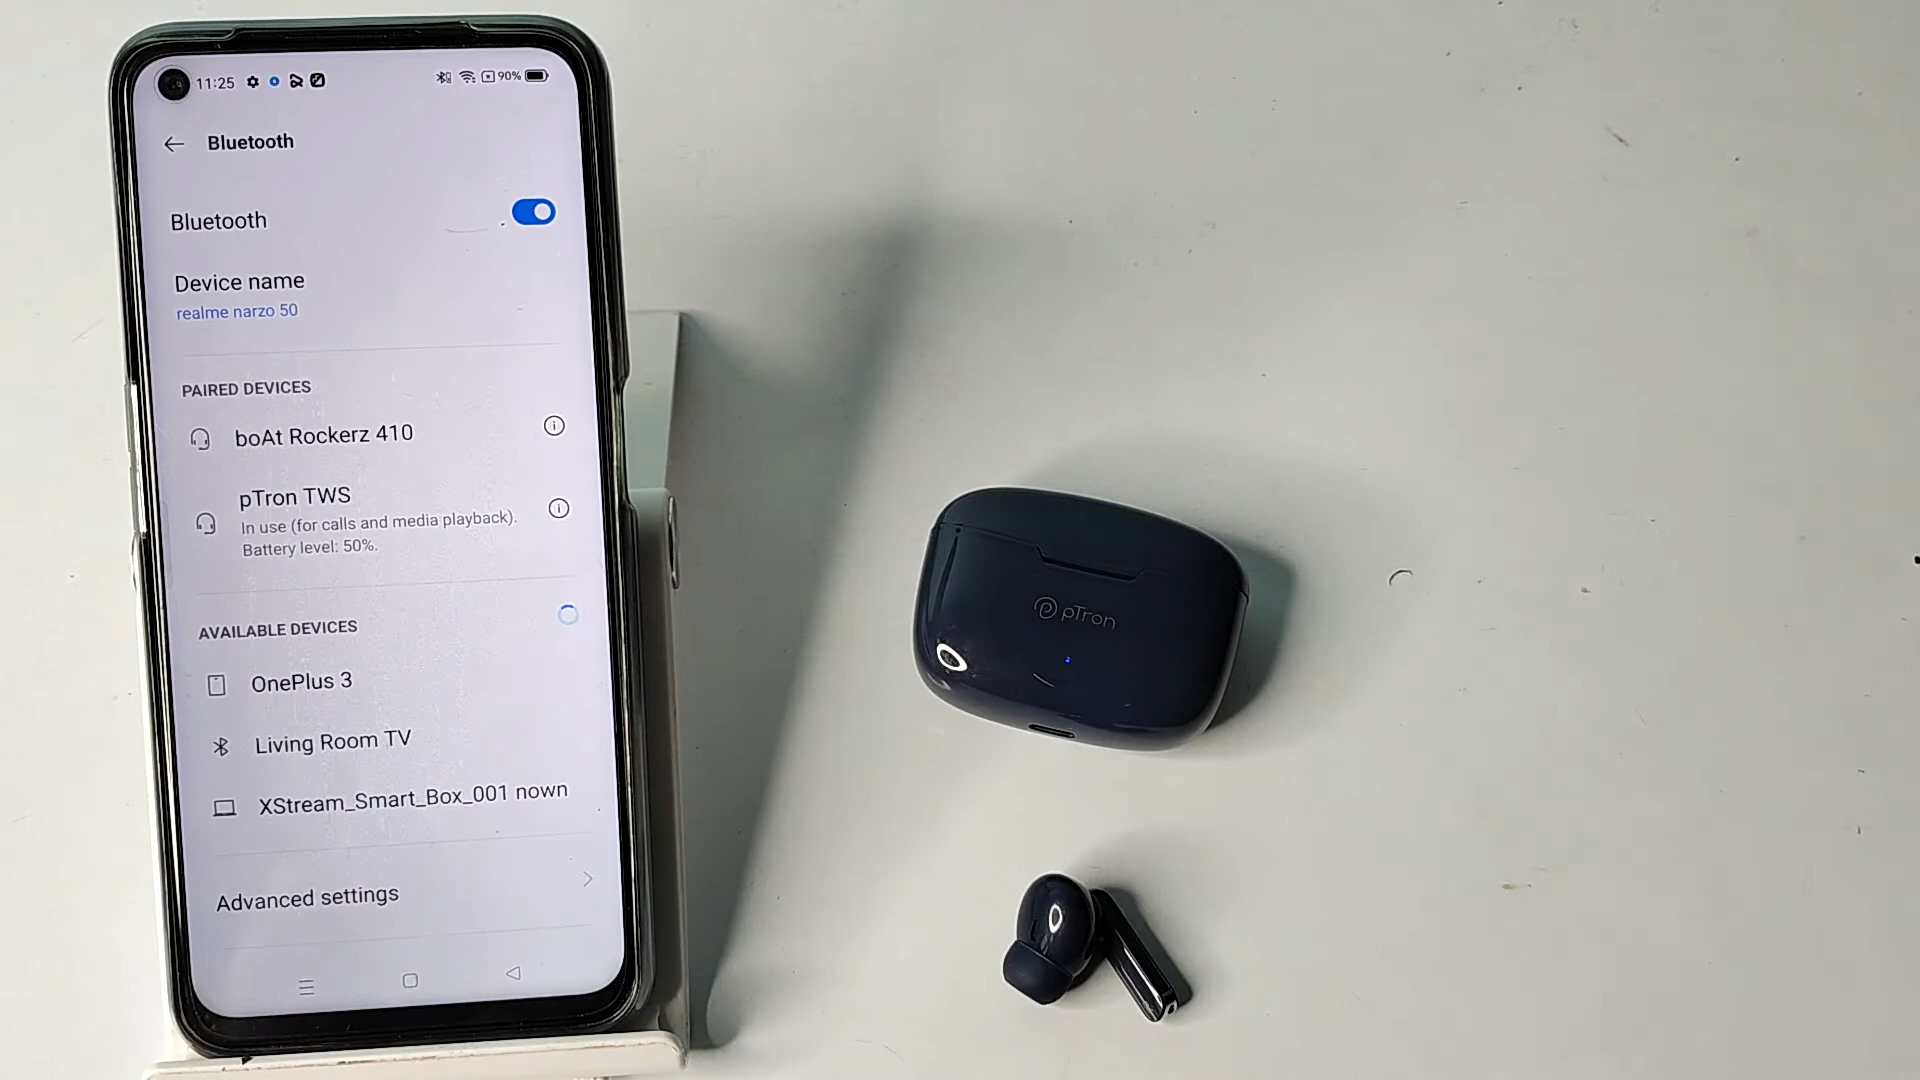 11:25
90%
Bluetooth
Bluetooth
Device name
realme narzo 50
PAIRED DEVICES
boAt Rockerz 410
pTron TWS
In use (for calls and media playback).
Battery level: 50%.
AVAILABLE DEVICES
OnePlus 3
Living Room TV
XStream_Smart_Box_001 nown
Advanced settings
pTron